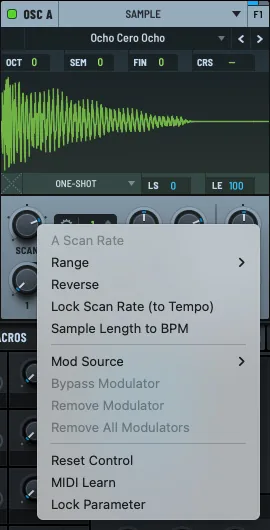 OSC A SAMPLE F1
Ocho Cero Ocho
OCT 0 SEM 0 FIN 0 CRS –
ONE-SHOT LS 0 LE 100
SCAN
1
ACROS
A Scan Rate
Range
Reverse
Lock Scan Rate (to Tempo)
Sample Length to BPM
Mod Source
Bypass Modulator
Remove Modulator
Remove All Modulators
Reset Control
MIDI Learn
Lock Parameter